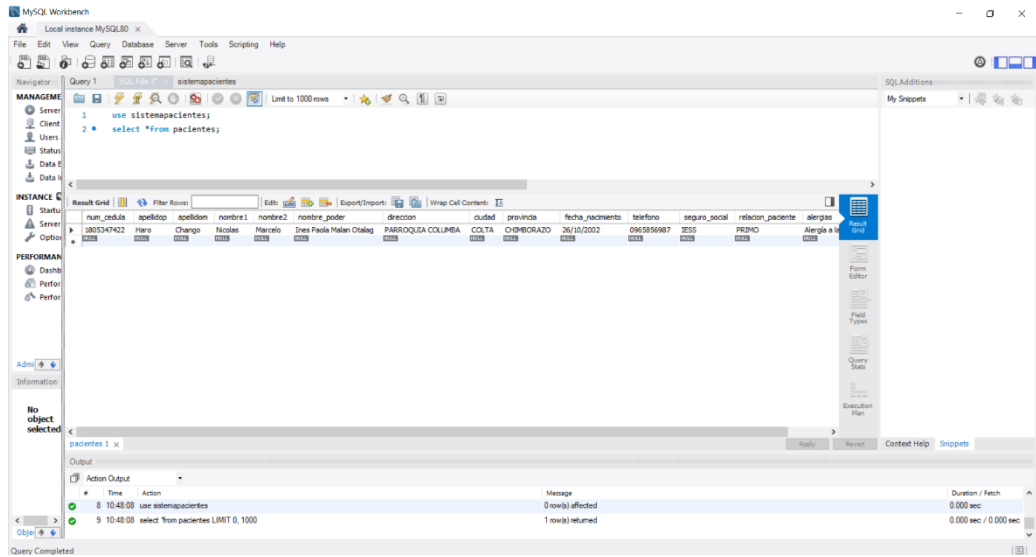 MySQL Workbench
Local instance MySQL80
File Edit View Query Database Server Tools Scripting Help
Navigator
Query 1 SQL File 3* sistemapacientes
SQLAdditions
MANAGEME
Server
Client
Users
Status
Data E
Data I
INSTANCE
Startu
Server
Option
PERFORMAN
Dashb
Perfor
Perfor
Admi
Information
No
object
selected
Obje
Limit to 1000 rows
My Snippets
1 use sistemapacientes;
2 select *from pacientes;
Result Grid Filter Rows: Edit: Export/Import: Wrap Cell Content:
num_cedula apellidop apellidom nombre1 nombre2 nombre_poder direccion ciudad provincia fecha_nacimiento telefono seguro_social relacion_paciente alergias
1805347422 Haro Chango Nicolas Marcelo Ines Paola Malan Otalag PARROQUIA COLUMBA COLTA CHIMBORAZO 26/10/2002 0965856987 IESS PRIMO Alergia a la
NULL NULL NULL NULL NULL NULL NULL NULL NULL NULL NULL NULL NULL NULL
Result
Grid
Form
Editor
Field
Types
Query
Stats
Execution
Plan
pacientes 1
Apply Revert
Context Help Snippets
Output
Action Output
# Time Action Message Duration / Fetch
8 10:48:08 use sistemapacientes 0 row(s) affected 0.000 sec
9 10:48:08 select *from pacientes LIMIT 0, 1000 1 row(s) returned 0.000 sec / 0.000 sec
Query Completed